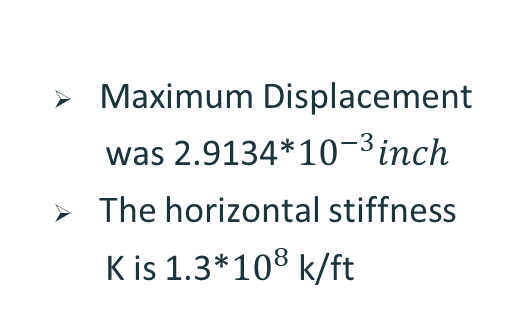 ➢ Maximum Displacement
was 2.9134*10⁻³inch
➢ The horizontal stiffness
K is 1.3*10⁸ k/ft